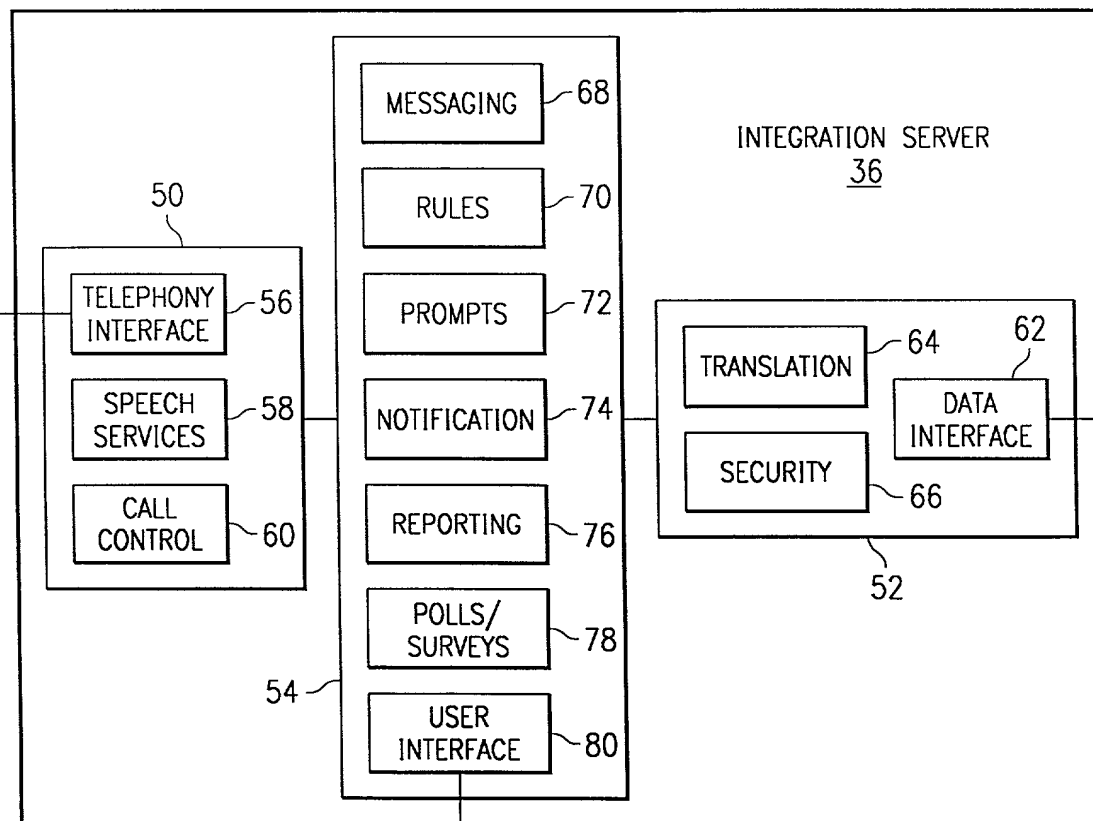 INTEGRATION SERVER
36
50
TELEPHONY
INTERFACE
56
SPEECH
SERVICES
58
CALL
CONTROL
60
54
MESSAGING
68
RULES
70
PROMPTS
72
NOTIFICATION
74
REPORTING
76
POLLS/
SURVEYS
78
USER
INTERFACE
80
TRANSLATION
64
SECURITY
66
62
DATA
INTERFACE
52